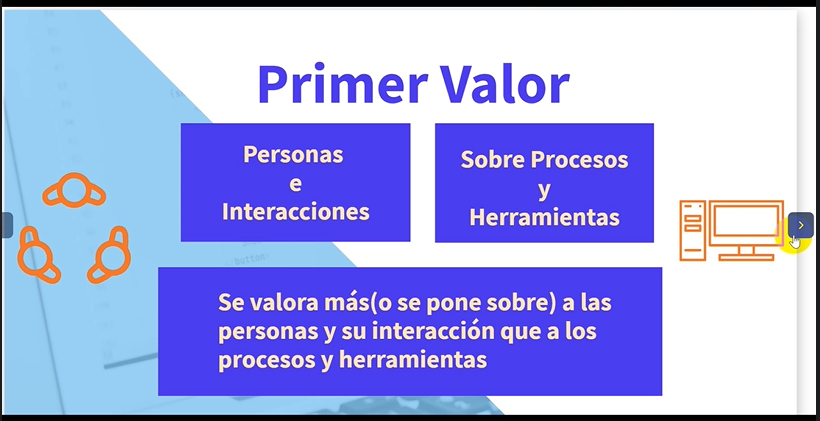 Primer Valor
Personas
e
Interacciones
Sobre Procesos
y
Herramientas
Se valora más(o se pone sobre) a las
personas y su interacción que a los
procesos y herramientas